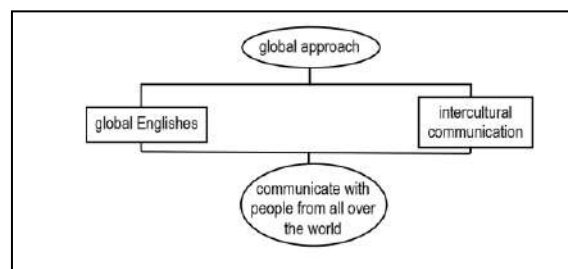 global approach
global Englishes
intercultural
communication
communicate with
people from all over
the world